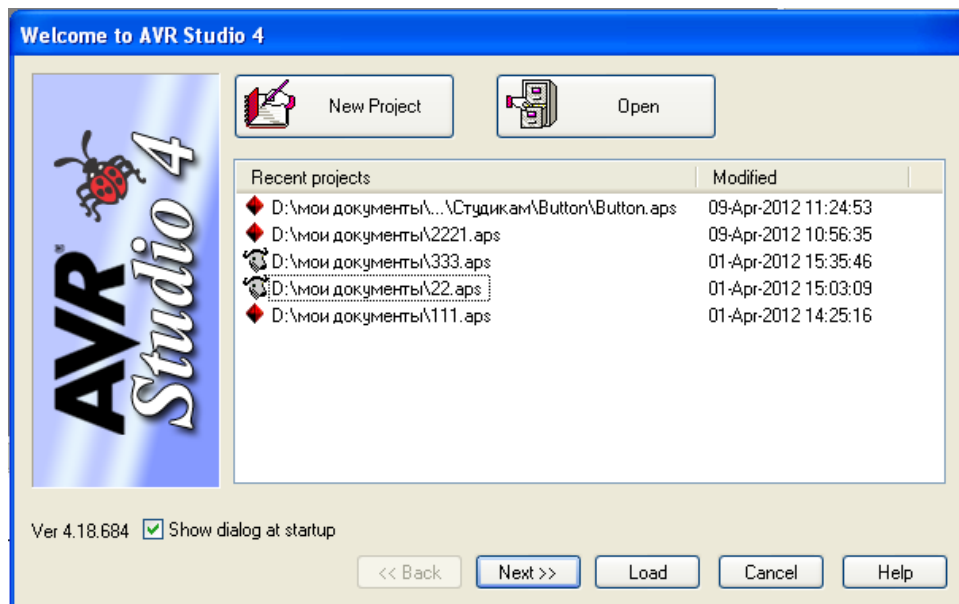 Welcome to AVR Studio 4
New Project
Open
AVR®
Studio 4
Recent projects Modified
D:\мои документы\...\Студикам\Button\Button.aps 09-Apr-2012 11:24:53
D:\мои документы\2221.aps 09-Apr-2012 10:56:35
D:\мои документы\333.aps 01-Apr-2012 15:35:46
D:\мои документы\22.aps 01-Apr-2012 15:03:09
D:\мои документы\111.aps 01-Apr-2012 14:25:16
Ver 4.18.684 Show dialog at startup
<< Back Next >> Load Cancel Help